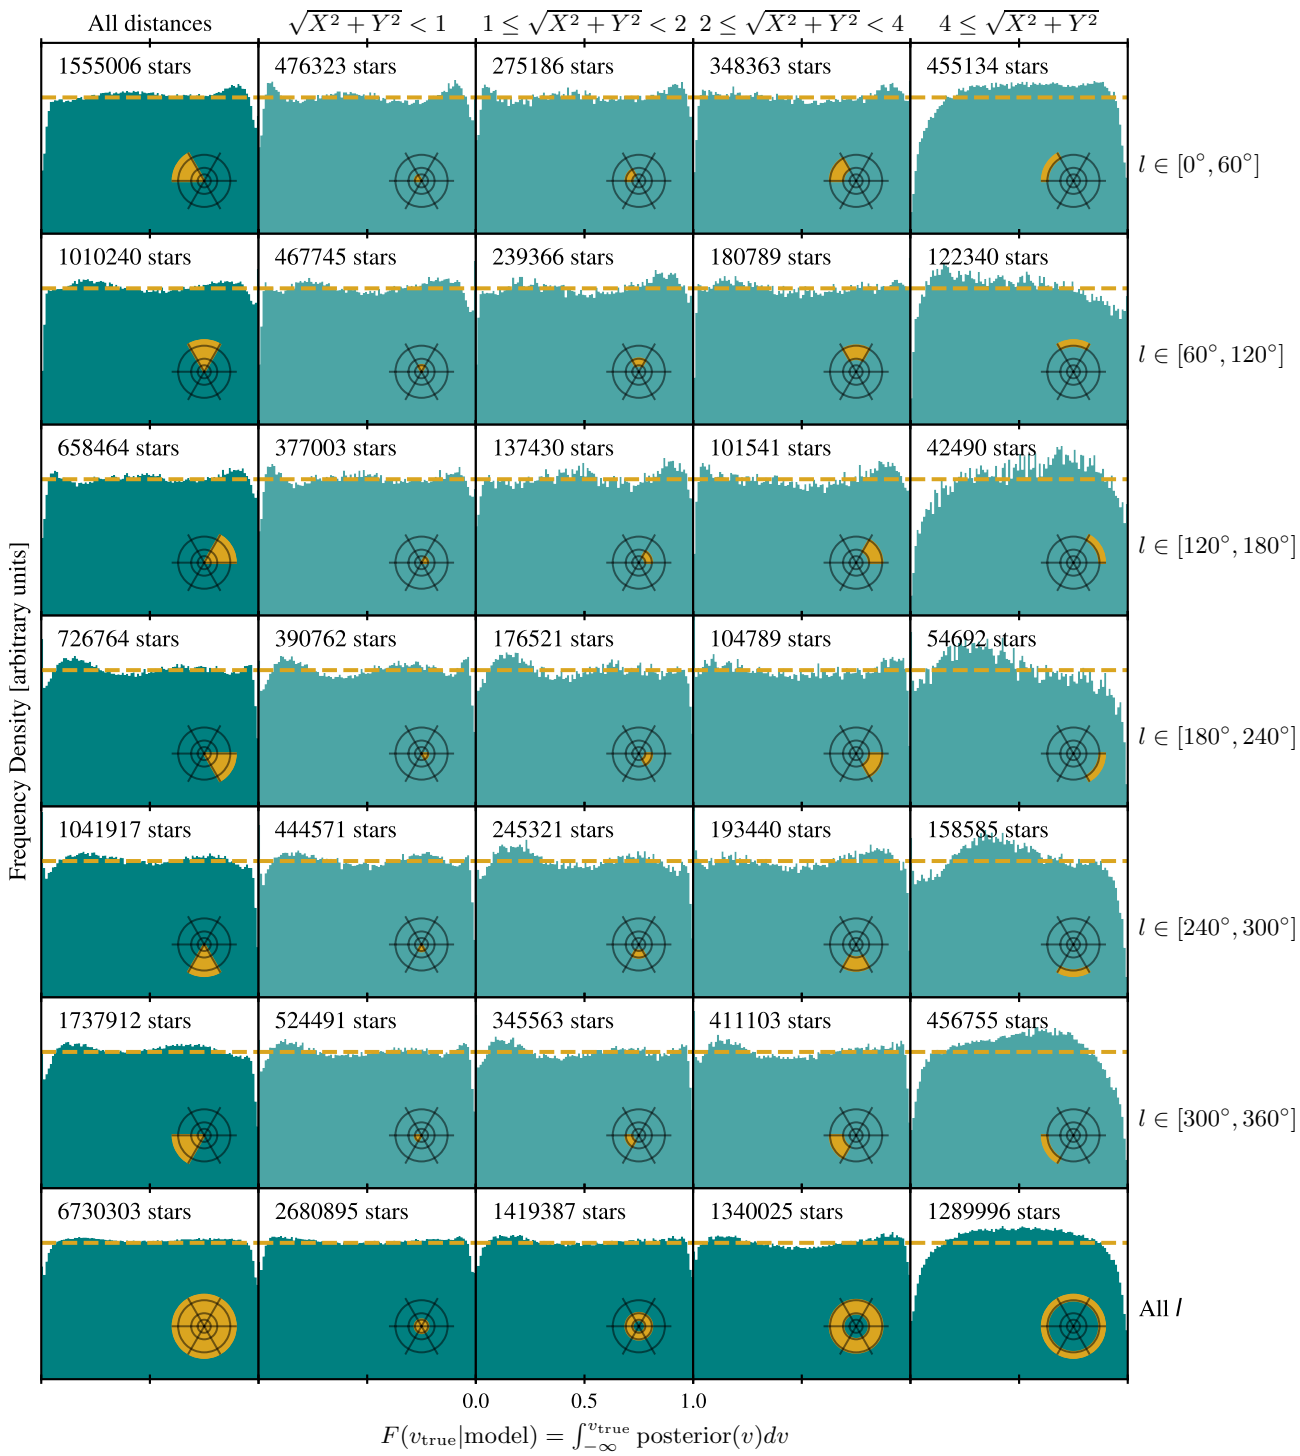 All distances √X² + Y² < 1 1 ≤ √X² + Y² < 2 2 ≤ √X² + Y² < 4 4 ≤ √X² + Y²
1555006 stars 476323 stars 275186 stars 348363 stars 455134 stars
l ∈ [0°, 60°]
1010240 stars 467745 stars 239366 stars 180789 stars 122340 stars
l ∈ [60°, 120°]
658464 stars 377003 stars 137430 stars 101541 stars 42490 stars
l ∈ [120°, 180°]
Frequency Density [arbitrary units]
726764 stars 390762 stars 176521 stars 104789 stars 54692 stars
l ∈ [180°, 240°]
1041917 stars 444571 stars 245321 stars 193440 stars 158585 stars
l ∈ [240°, 300°]
1737912 stars 524491 stars 345563 stars 411103 stars 456755 stars
l ∈ [300°, 360°]
6730303 stars 2680895 stars 1419387 stars 1340025 stars 1289996 stars
All l
0.0 0.5 1.0
F(v_true|model) = ∫_{-∞}^{v_true} posterior(v)dv